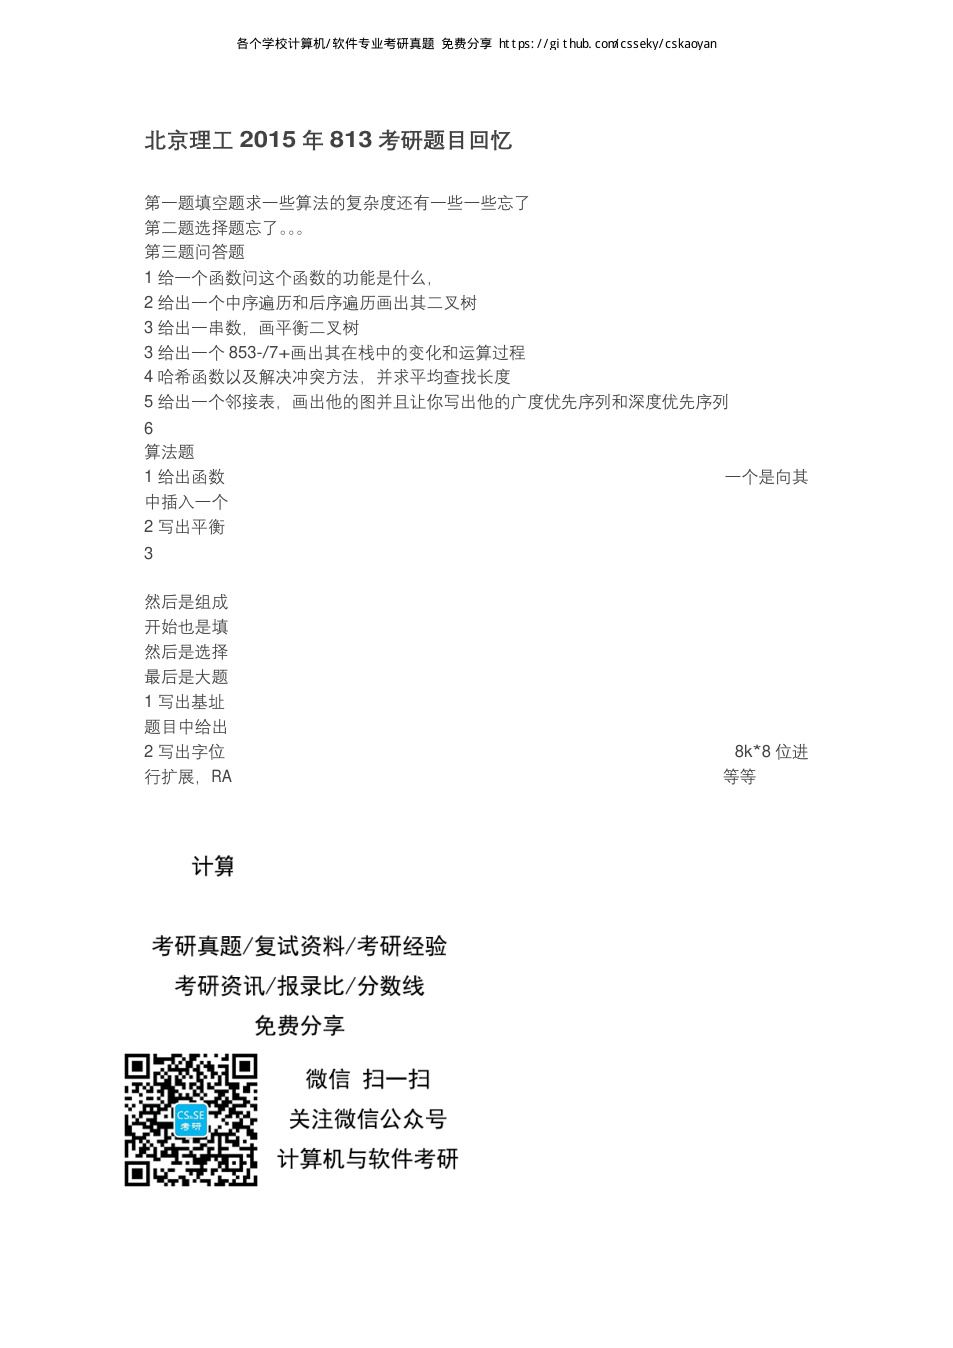 各个学校计算机/软件专业考研真题 免费分享 https://github.com/csseky/cskaoyan
北京理工 2015 年 813 考研题目回忆
第一题填空题求一些算法的复杂度还有一些一些忘了
第二题选择题忘了。。。
第三题问答题
1 给一个函数问这个函数的功能是什么，
2 给出一个中序遍历和后序遍历画出其二叉树
3 给出一串数，画平衡二叉树
3 给出一个 853-/7+画出其在栈中的变化和运算过程
4 哈希函数以及解决冲突方法，并求平均查找长度
5 给出一个邻接表，画出他的图并且让你写出他的广度优先序列和深度优先序列
6
算法题
1 给出函数 一个是向其
中插入一个
2 写出平衡
3
然后是组成
开始也是填
然后是选择
最后是大题
1 写出基址
题目中给出
2 写出字位 8k*8 位进
行扩展，RA 等等
计算
考研真题/复试资料/考研经验
考研资讯/报录比/分数线
免费分享
微信 扫一扫
关注微信公众号
计算机与软件考研
CS&SE
考研